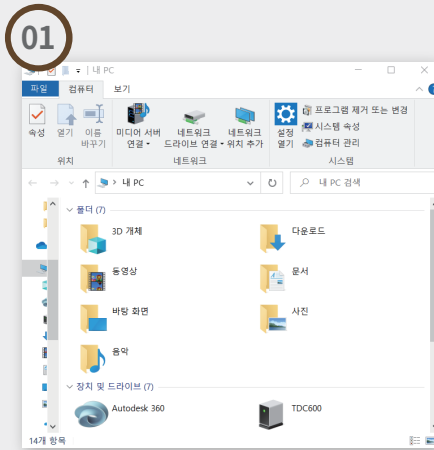 01
내 PC
파일 컴퓨터 보기
속성 열기 이름 바꾸기 미디어 서버 연결 네트워크 드라이브 연결 네트워크 위치 추가 설정 열기 프로그램 제거 또는 변경
시스템 속성
컴퓨터 관리
위치 네트워크 시스템
내 PC 내 PC 검색
폴더 (7)
3D 개체 다운로드
동영상 문서
바탕 화면 사진
음악
장치 및 드라이브 (7)
Autodesk 360 TDC600
14개 항목